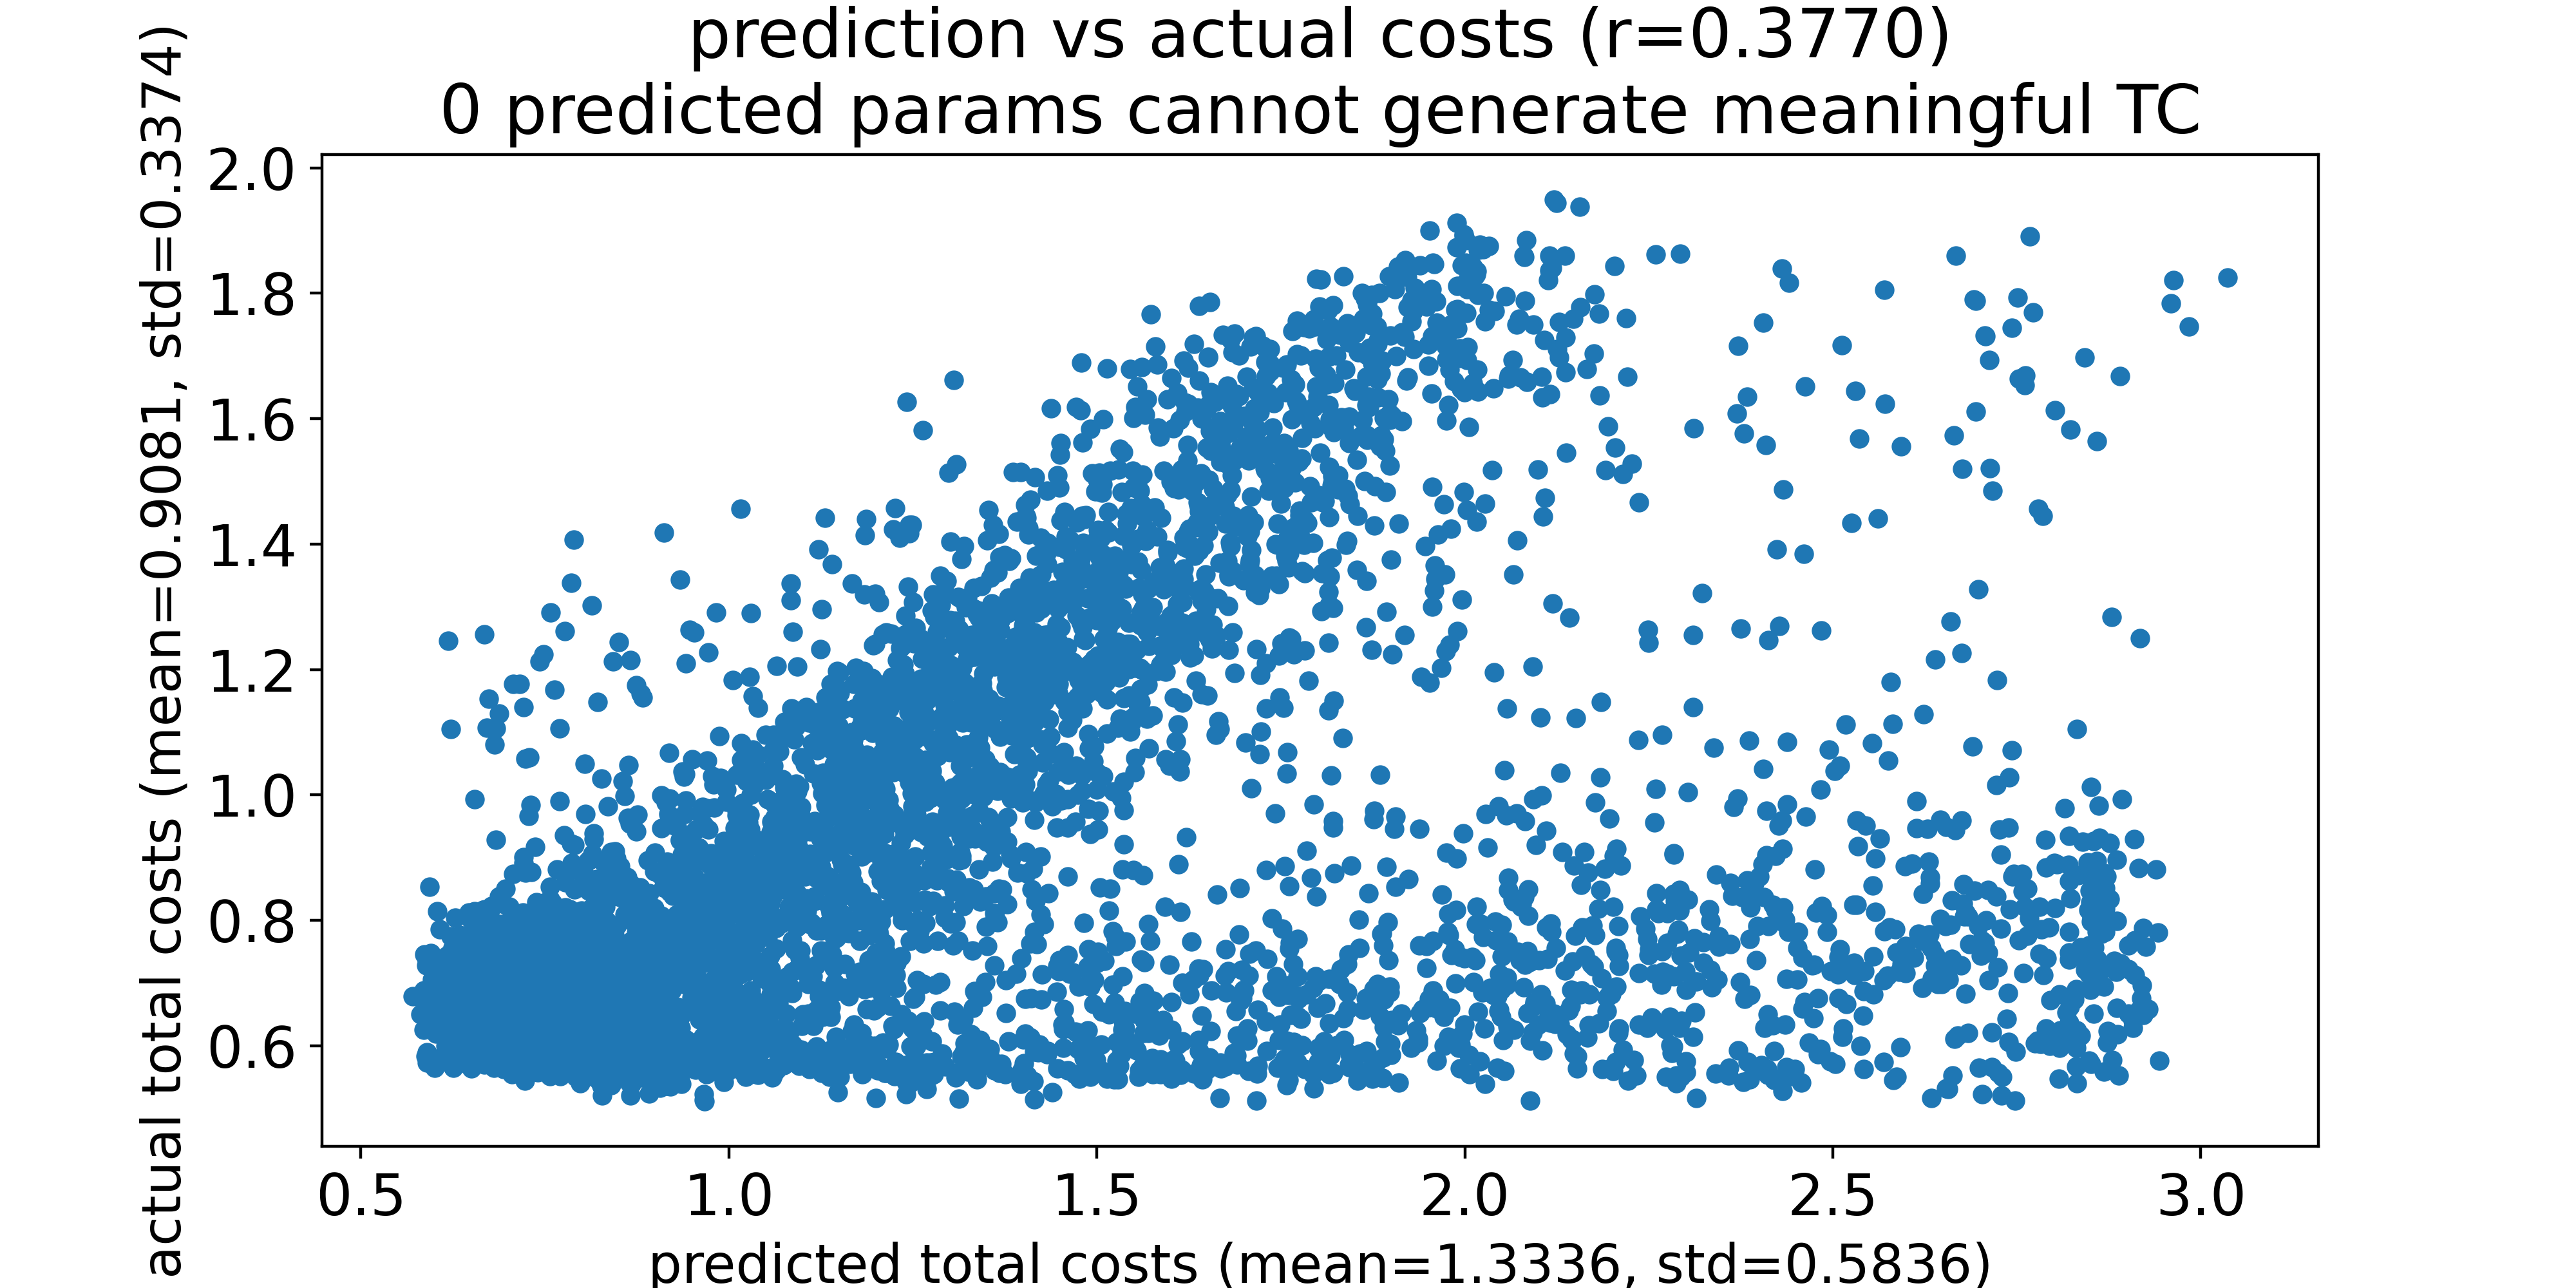 prediction vs actual costs (r=0.3770)
0 predicted params cannot generate meaningful TC
actual total costs (mean=0.9081, std=0.3374)
2.0
1.8
1.6
1.4
1.2
1.0
0.8
0.6
0.5 1.0 1.5 2.0 2.5 3.0
predicted total costs (mean=1.3336, std=0.5836)